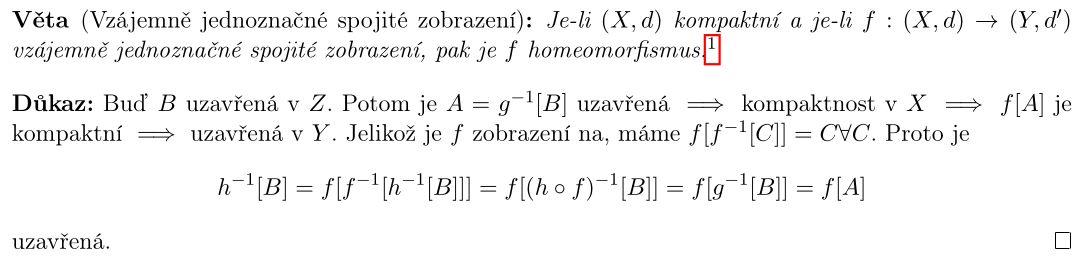 Věta (Vzájemně jednoznačné spojité zobrazení): Je-li (X, d) kompaktní a je-li f : (X, d) → (Y, d′)
vzájemně jednoznačné spojité zobrazení, pak je f homeomorfismus.¹
Důkaz: Buď B uzavřená v Z. Potom je A = g⁻¹[B] uzavřená ⟹ kompaktnost v X ⟹ f[A] je
kompaktní ⟹ uzavřená v Y. Jelikož je f zobrazení na, máme f[f⁻¹[C]] = C∀C. Proto je
h⁻¹[B] = f[f⁻¹[h⁻¹[B]]] = f[(h ∘ f)⁻¹[B]] = f[g⁻¹[B]] = f[A]
uzavřená. □